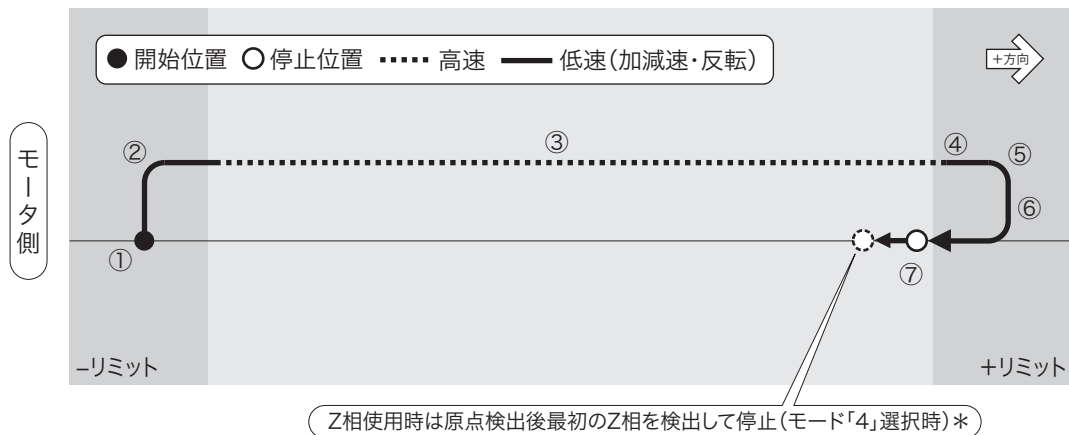 ●開始位置 ○停止位置 ‥‥‥ 高速 ―― 低速(加減速・反転)
+方向
モータ側
②
③
④
⑤
⑥
①
⑦
−リミット
+リミット
Z相使用時は原点検出後最初のZ相を検出して停止(モード「4」選択時)*